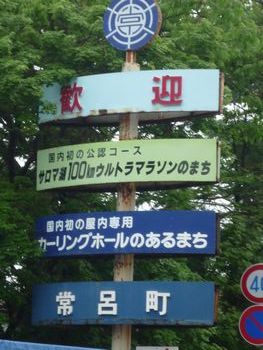 歓迎
国内初の公認コース
サロマ湖100kmウルトラマラソンのまち
国内初の屋内専用
カーリングホールのあるまち
常呂町
40